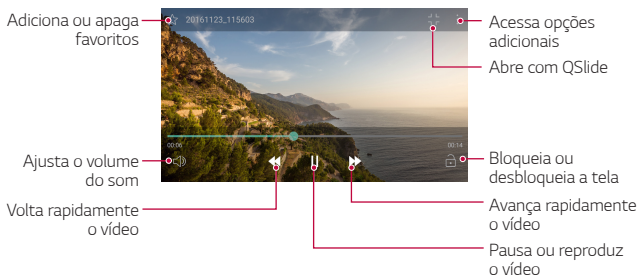 Adiciona ou apaga
favoritos
20161123_115603
Acessa opções
adicionais
Abre com QSlide
00:06
00:14
Ajusta o volume
do som
Bloqueia ou
desbloqueia a tela
Volta rapidamente
o vídeo
Avança rapidamente
o vídeo
Pausa ou reproduz
o vídeo